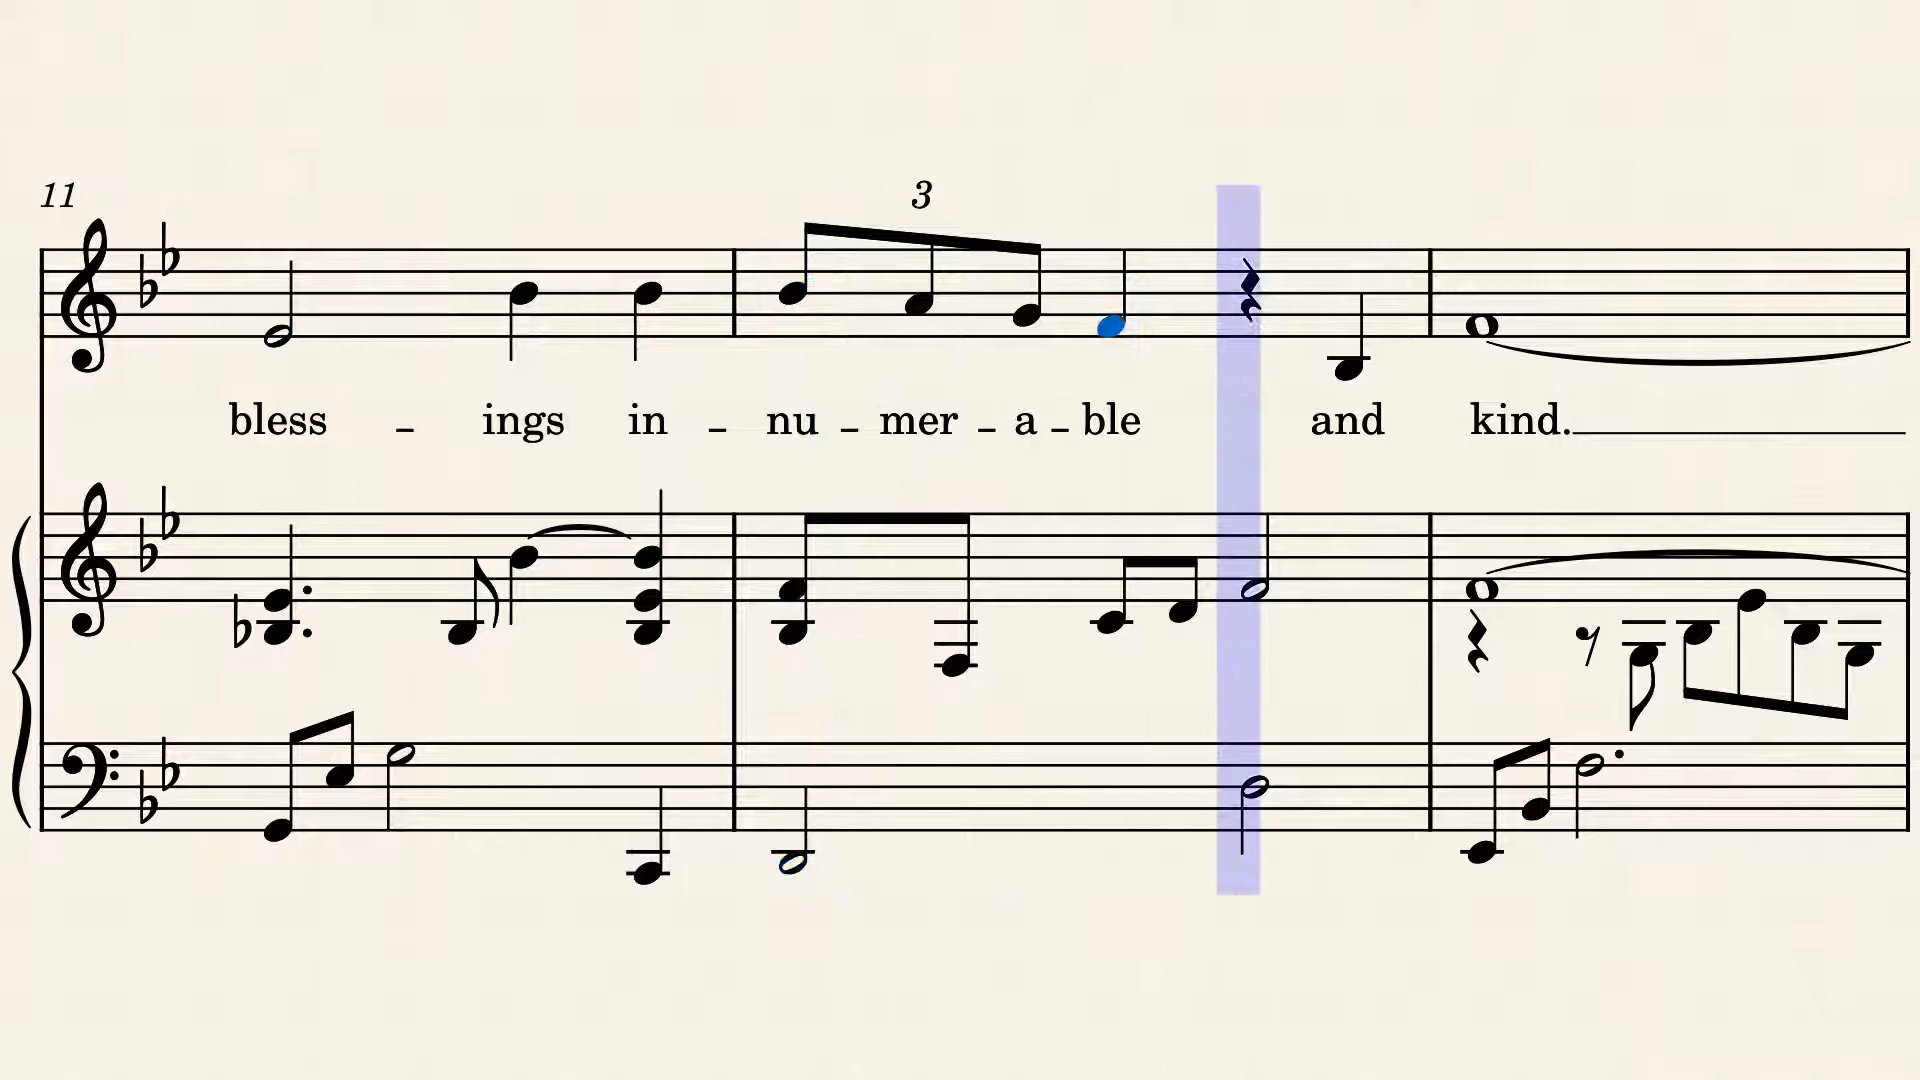 11
3
bless - ings in - nu - mer - a - ble and kind.